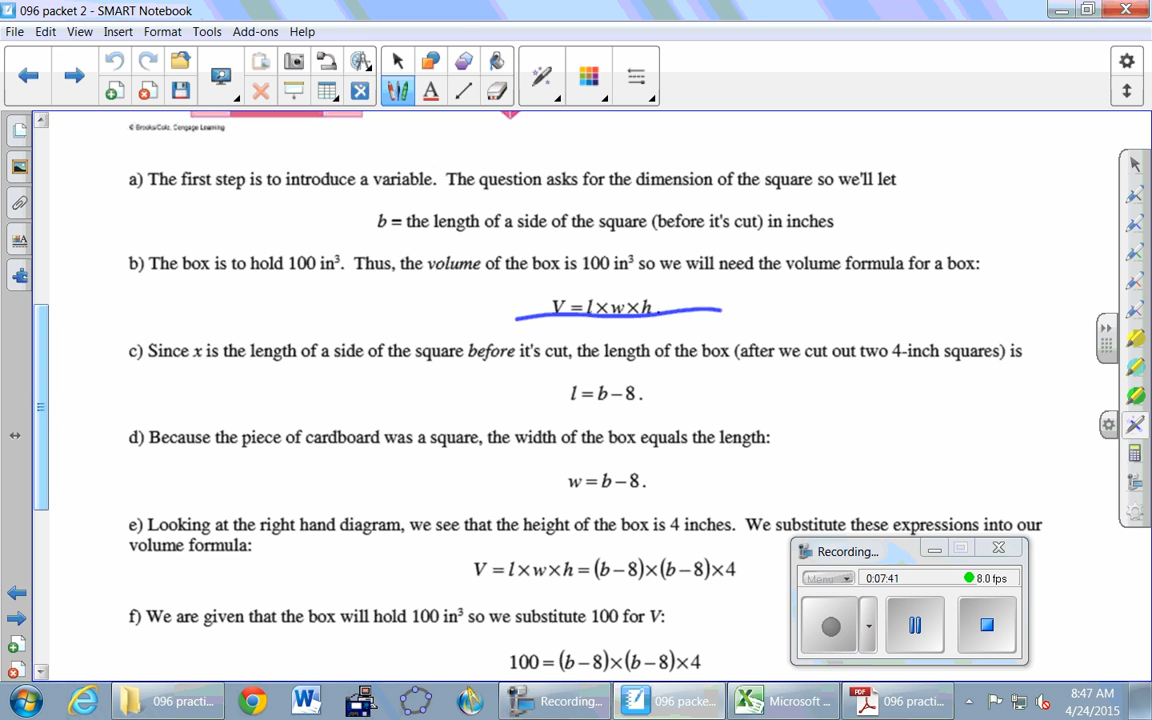 096 packet 2 - SMART Notebook
File Edit View Insert Format Tools Add-ons Help
© Brooks/Cole, Cengage Learning
a) The first step is to introduce a variable. The question asks for the dimension of the square so we'll let
b = the length of a side of the square (before it's cut) in inches
b) The box is to hold 100 in³. Thus, the volume of the box is 100 in³ so we will need the volume formula for a box:
V = l×w×h.
c) Since x is the length of a side of the square before it's cut, the length of the box (after we cut out two 4-inch squares) is
l = b − 8.
d) Because the piece of cardboard was a square, the width of the box equals the length:
w = b − 8.
e) Looking at the right hand diagram, we see that the height of the box is 4 inches. We substitute these expressions into our
volume formula:
V = l×w×h = (b−8)×(b−8)×4
f) We are given that the box will hold 100 in³ so we substitute 100 for V:
100 = (b−8)×(b−8)×4
Recording...
Menu 0:07:41 8.0 fps
096 practi... Recording... 096 packe... Microsoft ... 096 practi... 8:47 AM
4/24/2015